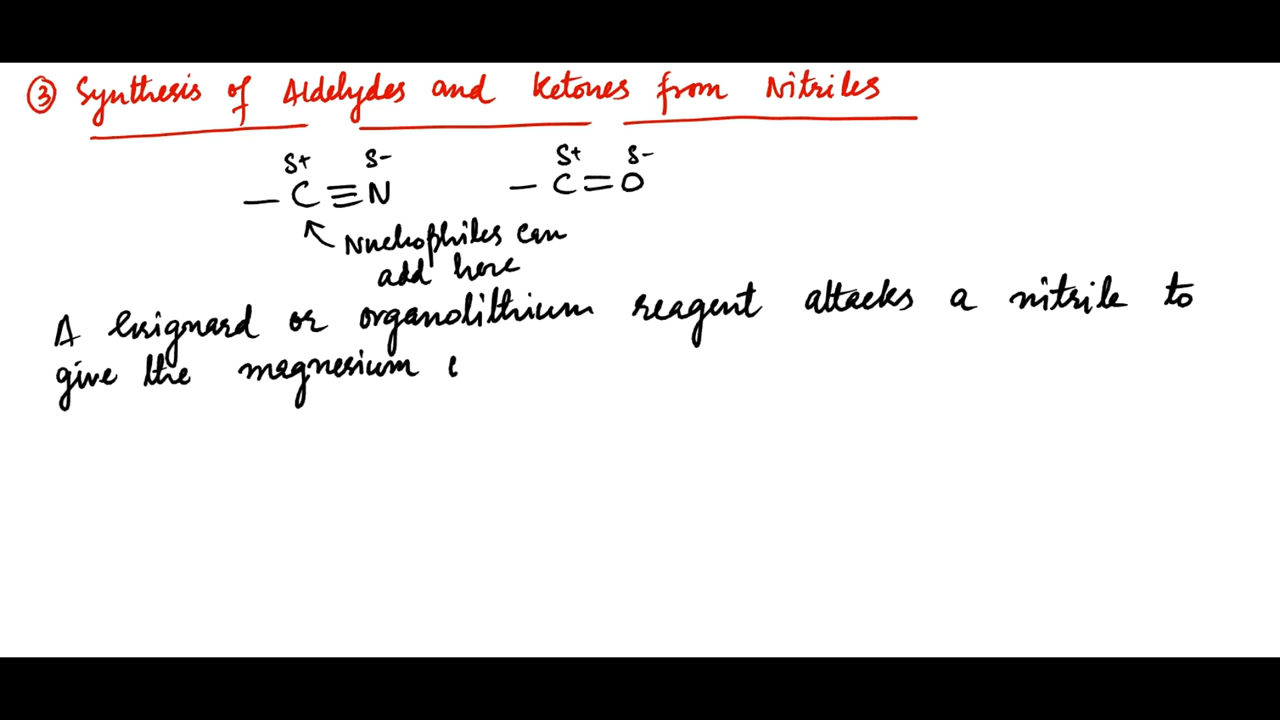 ③ Synthesis of Aldehydes and Ketones from Nitriles
δ+ δ- δ+ δ-
— C ≡ N — C = O
Nucleophiles can
add here
A Grignard or organolithium reagent attacks a nitrile to
give the magnesium